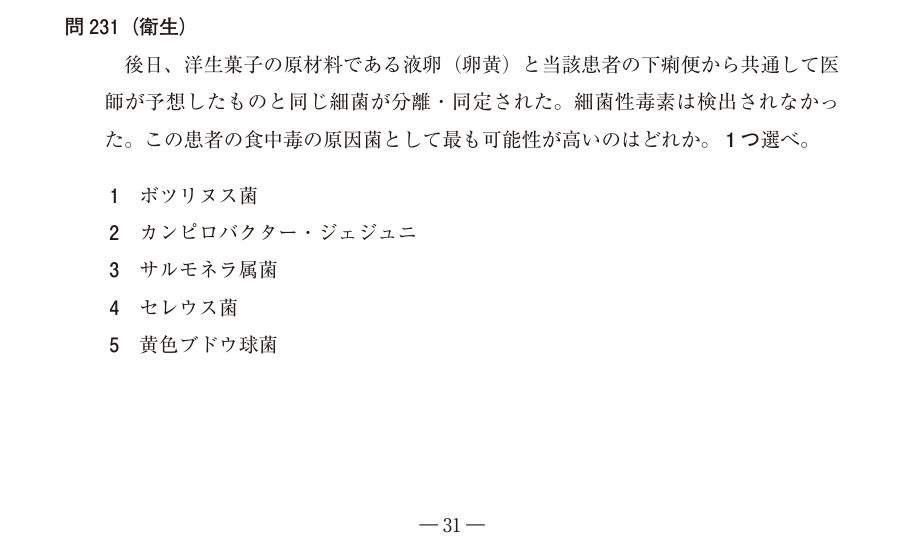 問 231（衛生）
後日、洋生菓子の原材料である液卵（卵黄）と当該患者の下痢便から共通して医
師が予想したものと同じ細菌が分離・同定された。細菌性毒素は検出されなかっ
た。この患者の食中毒の原因菌として最も可能性が高いのはどれか。1つ選べ。
1 ボツリヌス菌
2 カンピロバクター・ジェジュニ
3 サルモネラ属菌
4 セレウス菌
5 黄色ブドウ球菌
― 31 ―